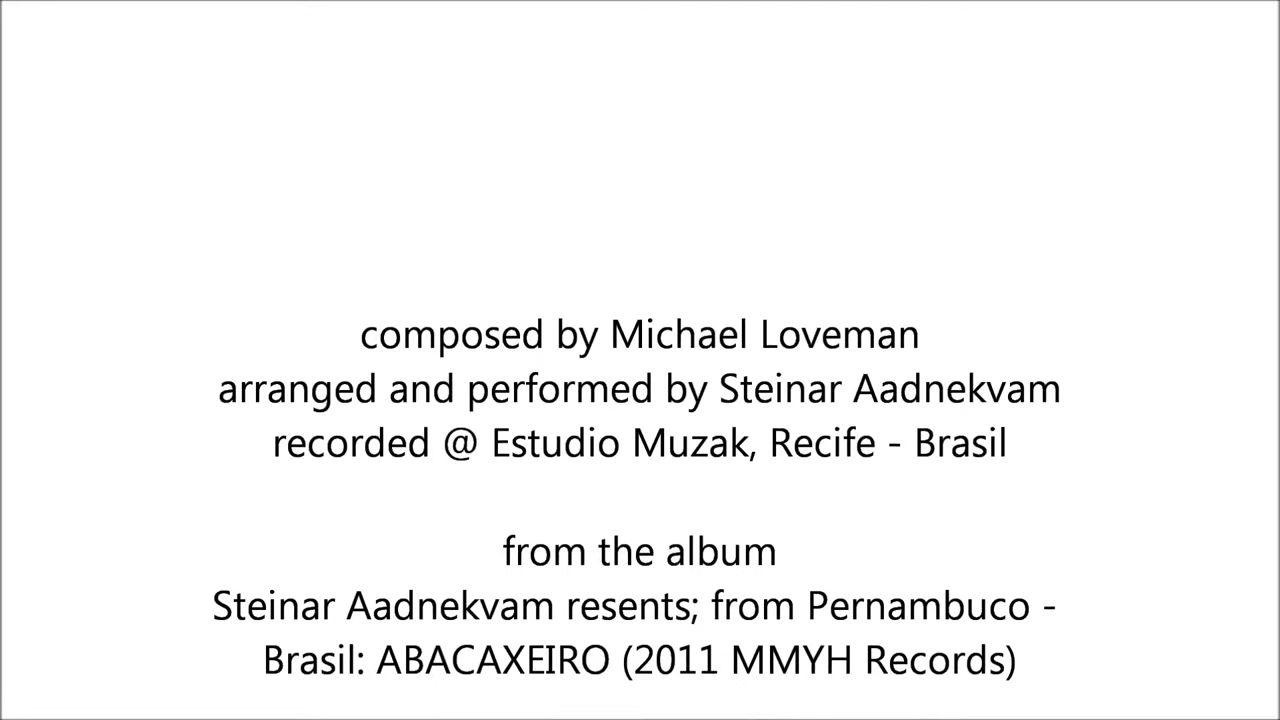 composed by Michael Loveman
arranged and performed by Steinar Aadnekvam
recorded @ Estudio Muzak, Recife - Brasil
from the album
Steinar Aadnekvam resents; from Pernambuco -
Brasil: ABACAXEIRO (2011 MMYH Records)